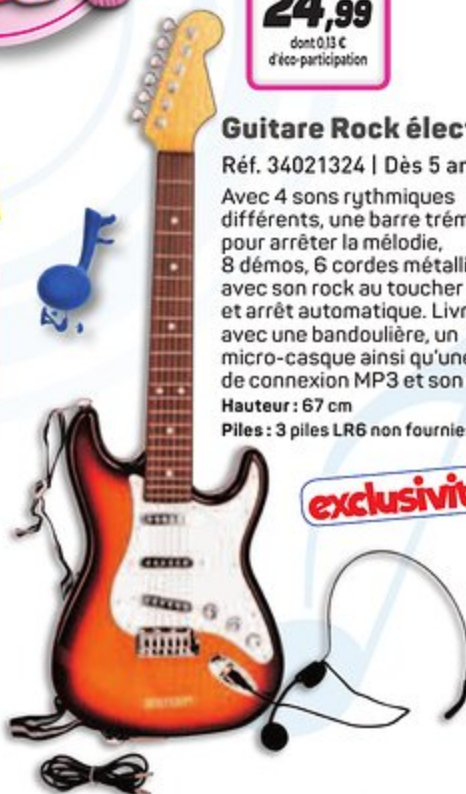 24,99
dont 0,13 €
d'éco-participation
Guitare Rock élec
Réf. 34021324 | Dès 5 an
Avec 4 sons rythmiques
différents, une barre trém
pour arrêter la mélodie,
8 démos, 6 cordes métalli
avec son rock au toucher
et arrêt automatique. Livr
avec une bandoulière, un
micro-casque ainsi qu'une
de connexion MP3 et son
Hauteur : 67 cm
Piles : 3 piles LR6 non fournie
exclusivit